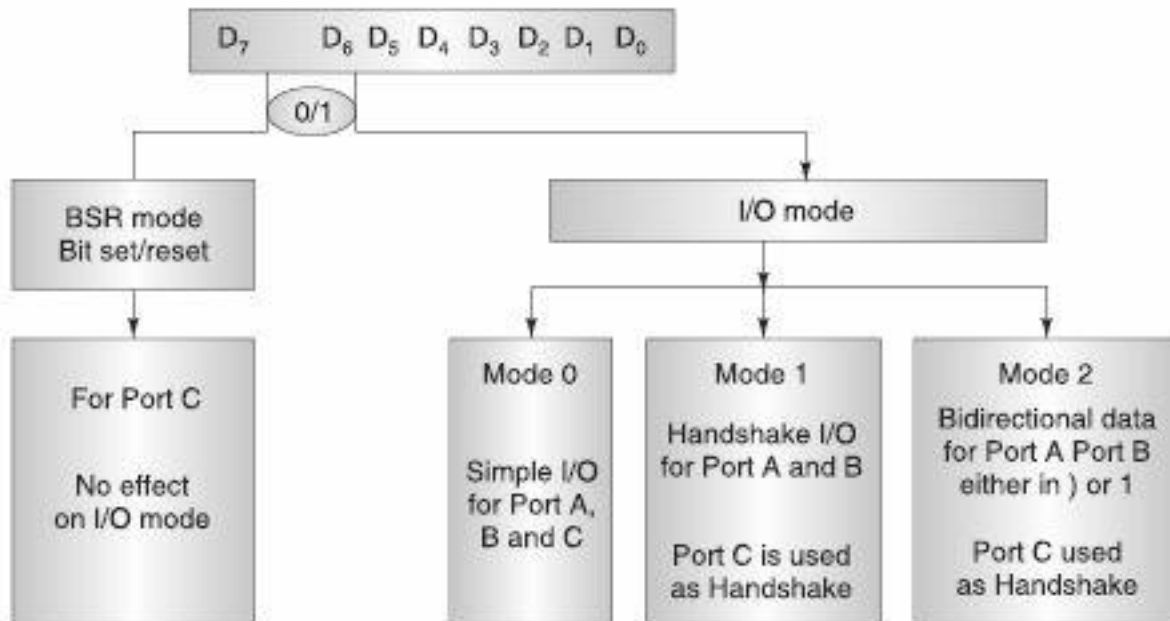 D7 D6 D5 D4 D3 D2 D1 D0
0/1
BSR mode
Bit set/reset
I/O mode
For Port C
No effect
on I/O mode
Mode 0
Simple I/O
for Port A,
B and C
Mode 1
Handshake I/O
for Port A and B
Port C is used
as Handshake
Mode 2
Bidirectional data
for Port A Port B
either in ) or 1
Port C used
as Handshake